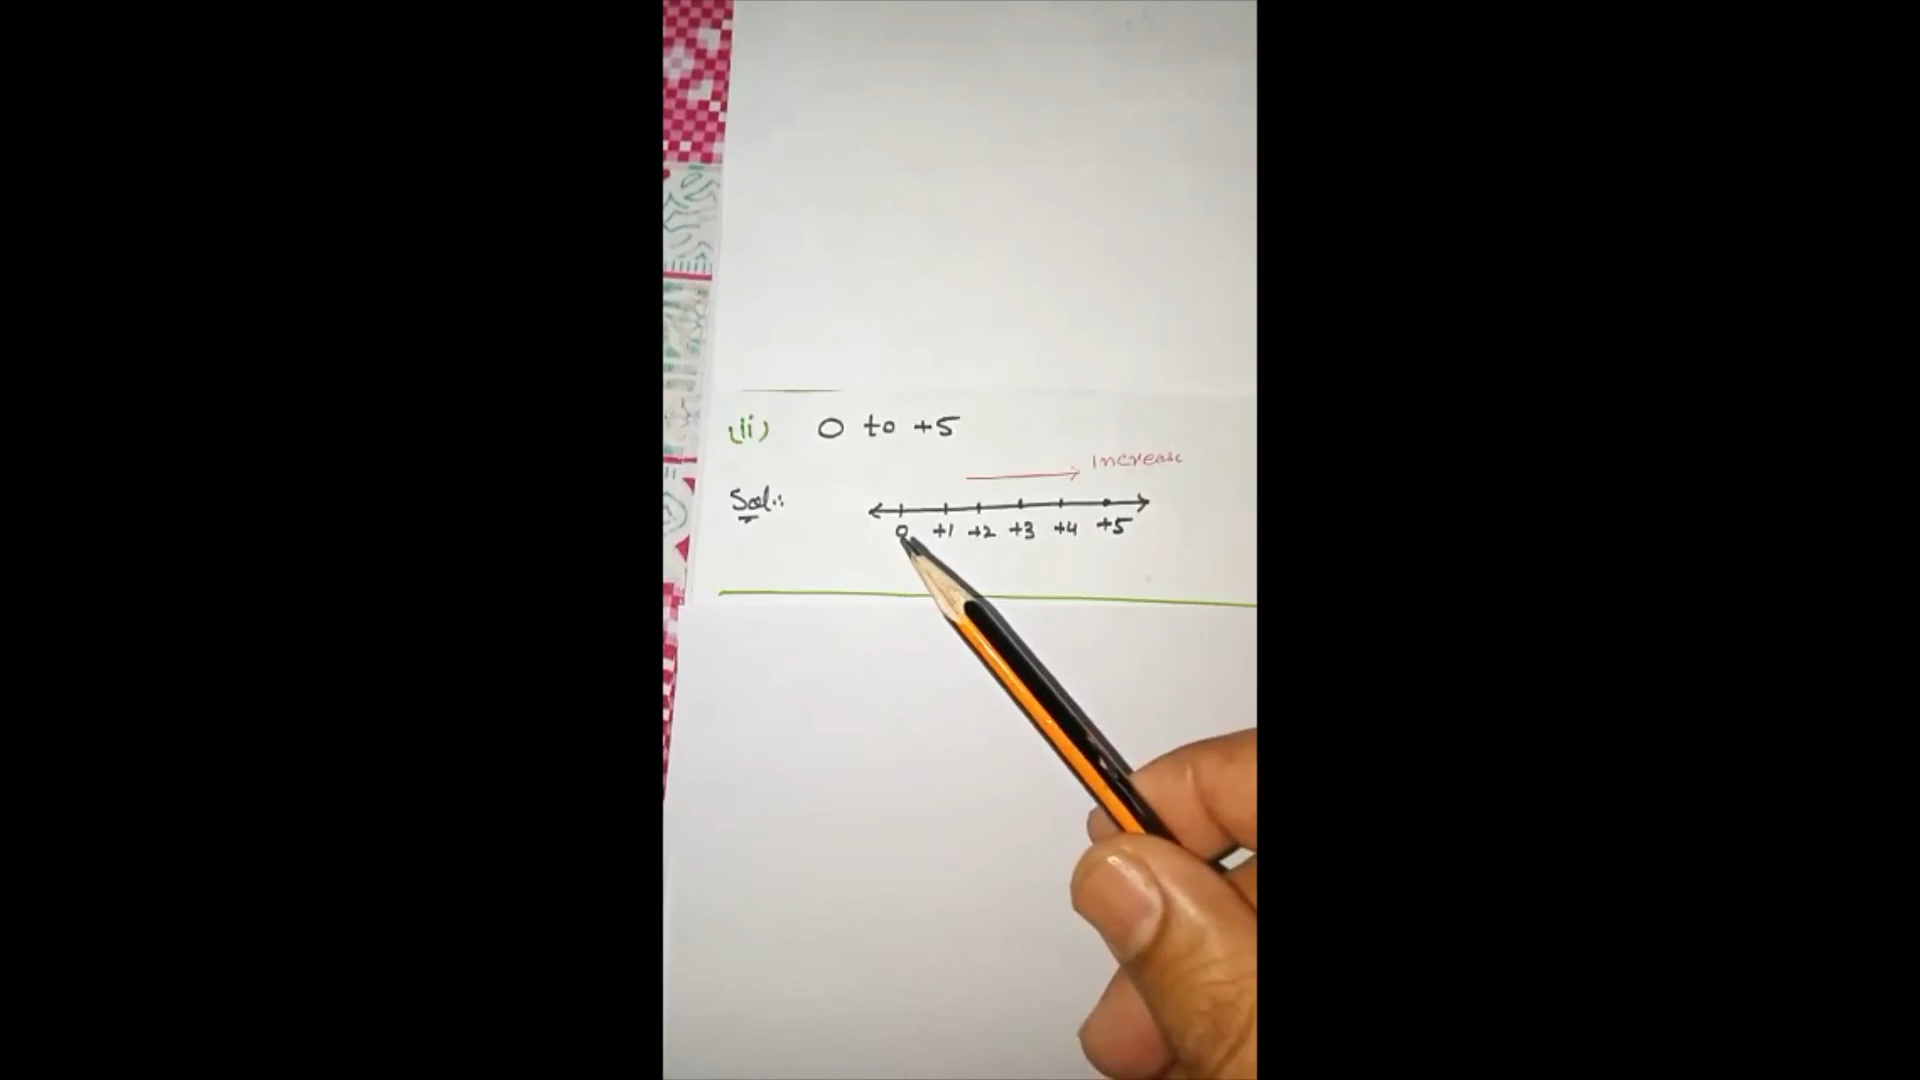 (ii) 0 to +5
Increase
Sol::
0 +1 +2 +3 +4 +5